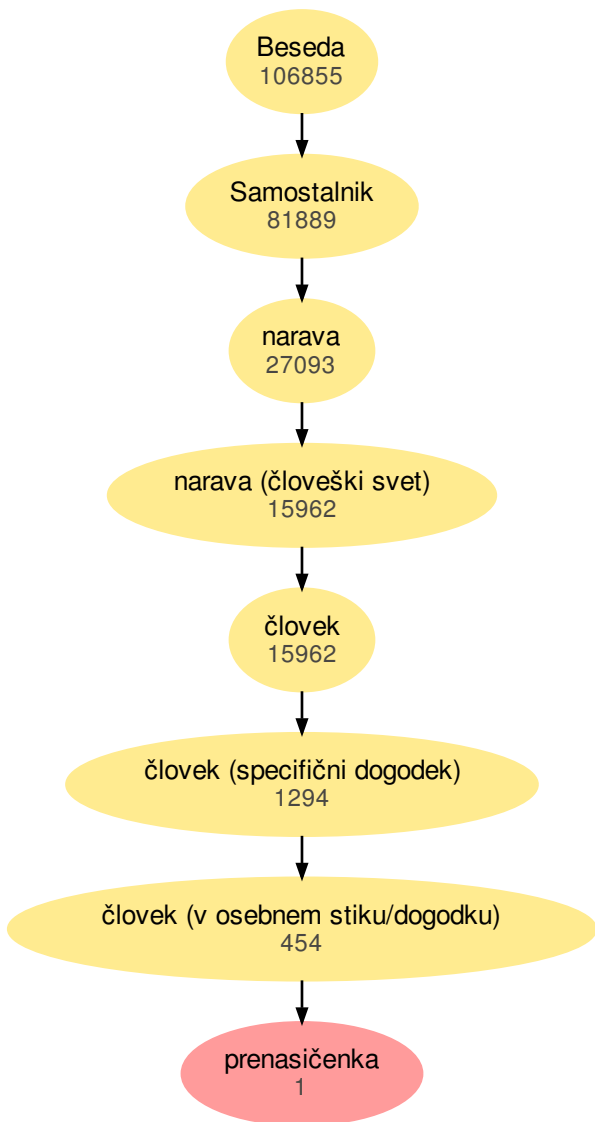 Beseda
106855
Samostalnik
81889
narava
27093
narava (človeški svet)
15962
človek
15962
človek (specifični dogodek)
1294
človek (v osebnem stiku/dogodku)
454
prenasičenka
1